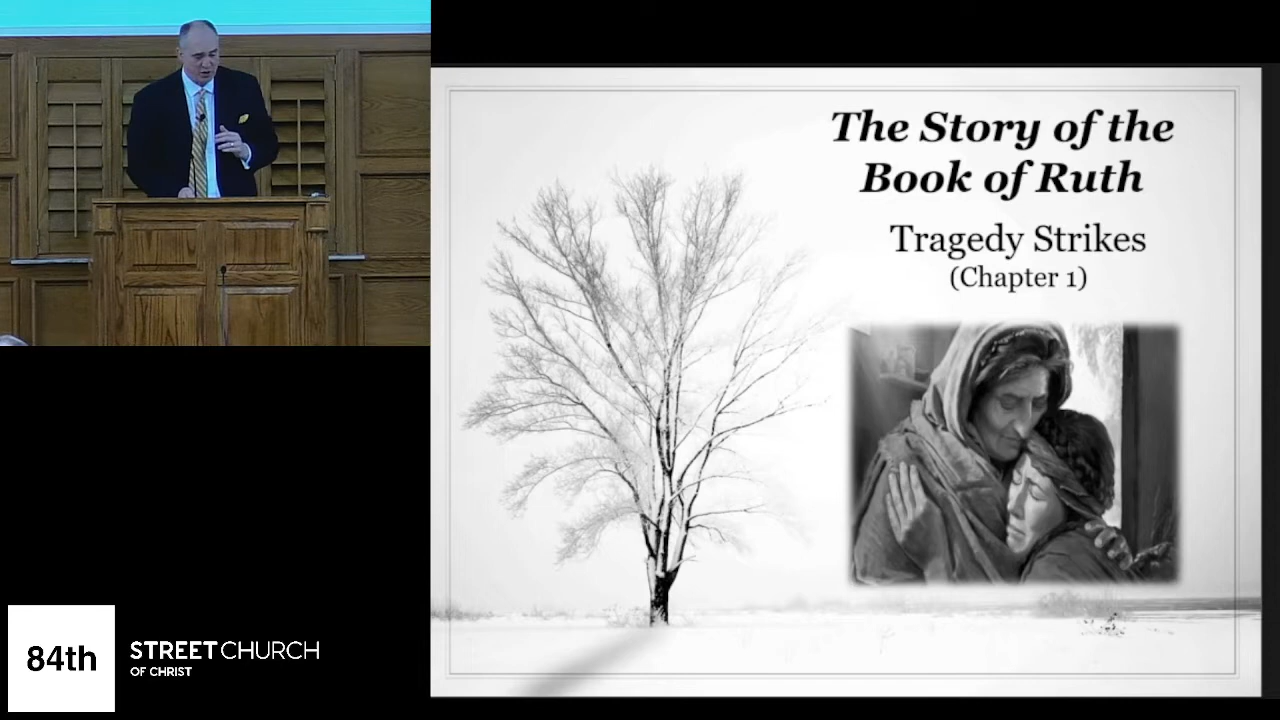 The Story of the
Book of Ruth
Tragedy Strikes
(Chapter 1)
84th
STREET CHURCH
OF CHRIST